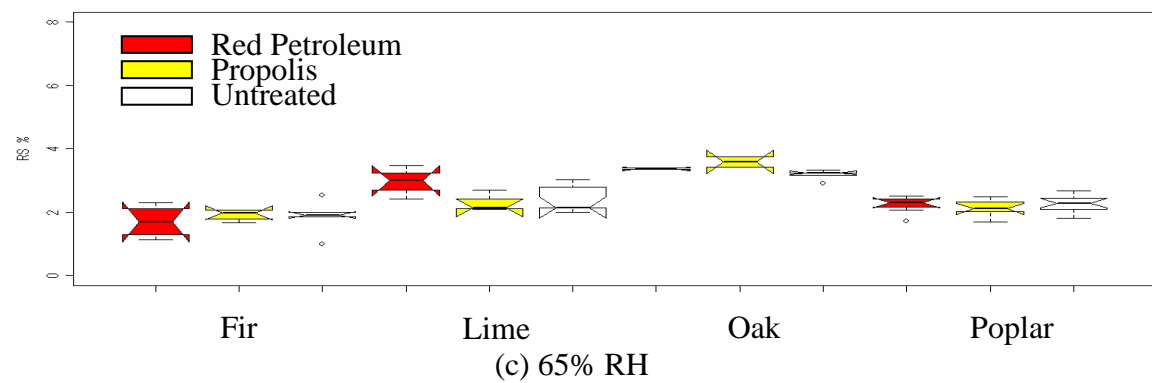 8
6
4
2
0
RS %
Red Petroleum
Propolis
Untreated
Fir Lime Oak Poplar
(c) 65% RH